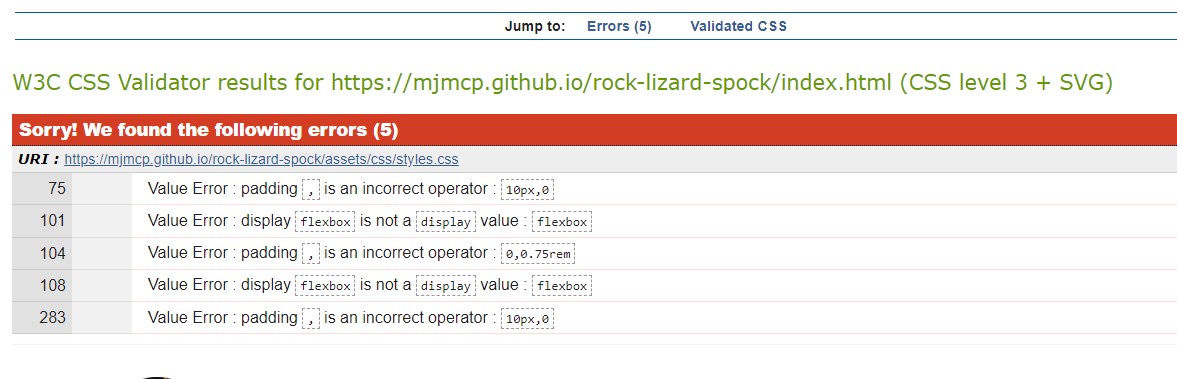 Jump to: Errors (5) Validated CSS
W3C CSS Validator results for https://mjmcp.github.io/rock-lizard-spock/index.html (CSS level 3 + SVG)
Sorry! We found the following errors (5)
URI : https://mjmcp.github.io/rock-lizard-spock/assets/css/styles.css
75 Value Error : padding , is an incorrect operator : 10px,0
101 Value Error : display flexbox is not a display value : flexbox
104 Value Error : padding , is an incorrect operator : 0,0.75rem
108 Value Error : display flexbox is not a display value : flexbox
283 Value Error : padding , is an incorrect operator : 10px,0